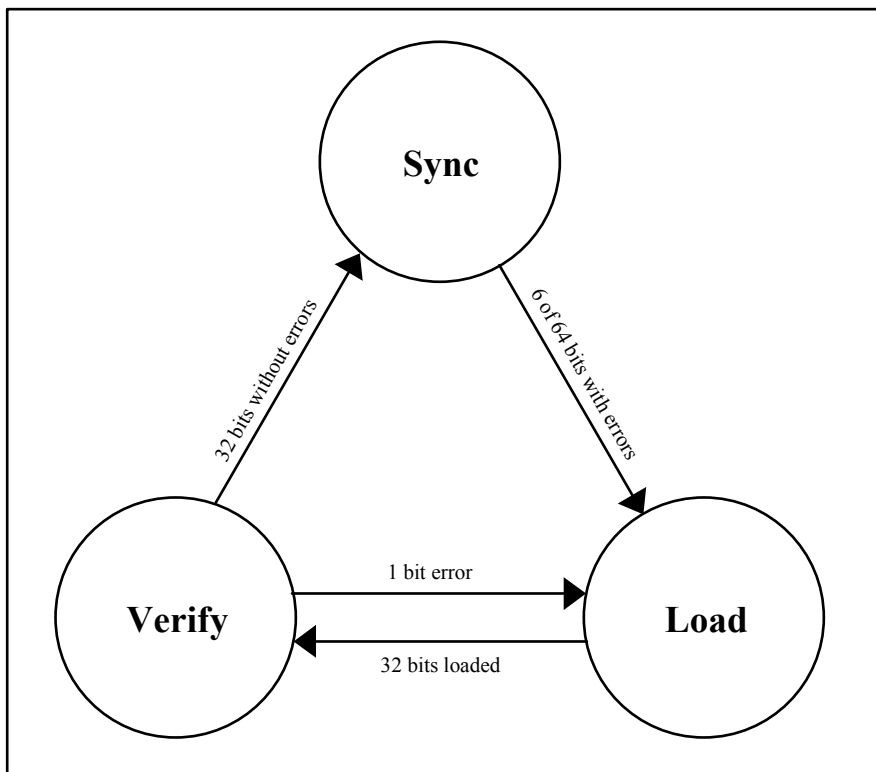 Sync
32 bits without errors
6 of 64 bits with errors
1 bit error
Verify
Load
32 bits loaded